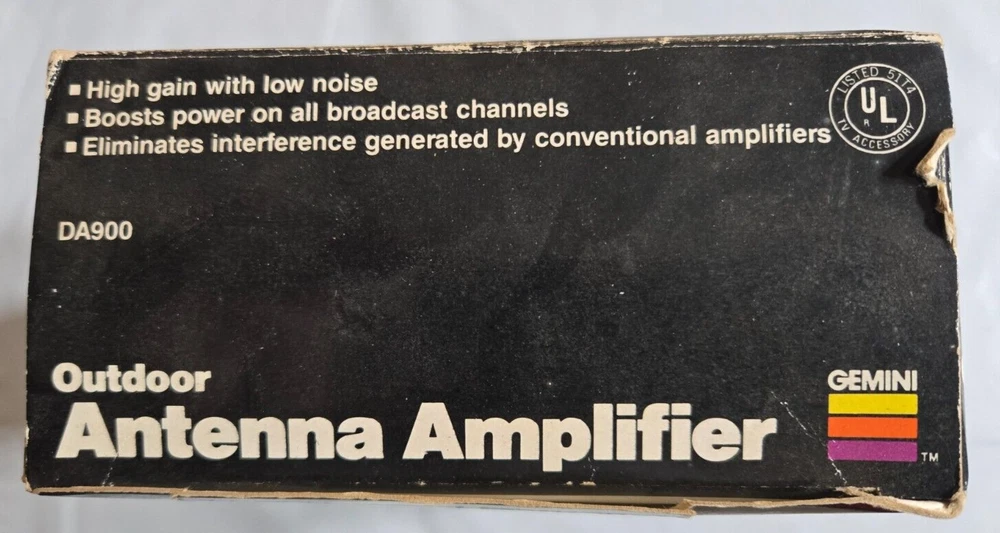 ▪ High gain with low noise
▪ Boosts power on all broadcast channels
▪ Eliminates interference generated by conventional amplifiers
LISTED 51T4
UL
R
TV ACCESSORY
DA900
Outdoor
Antenna Amplifier
GEMINI
TM